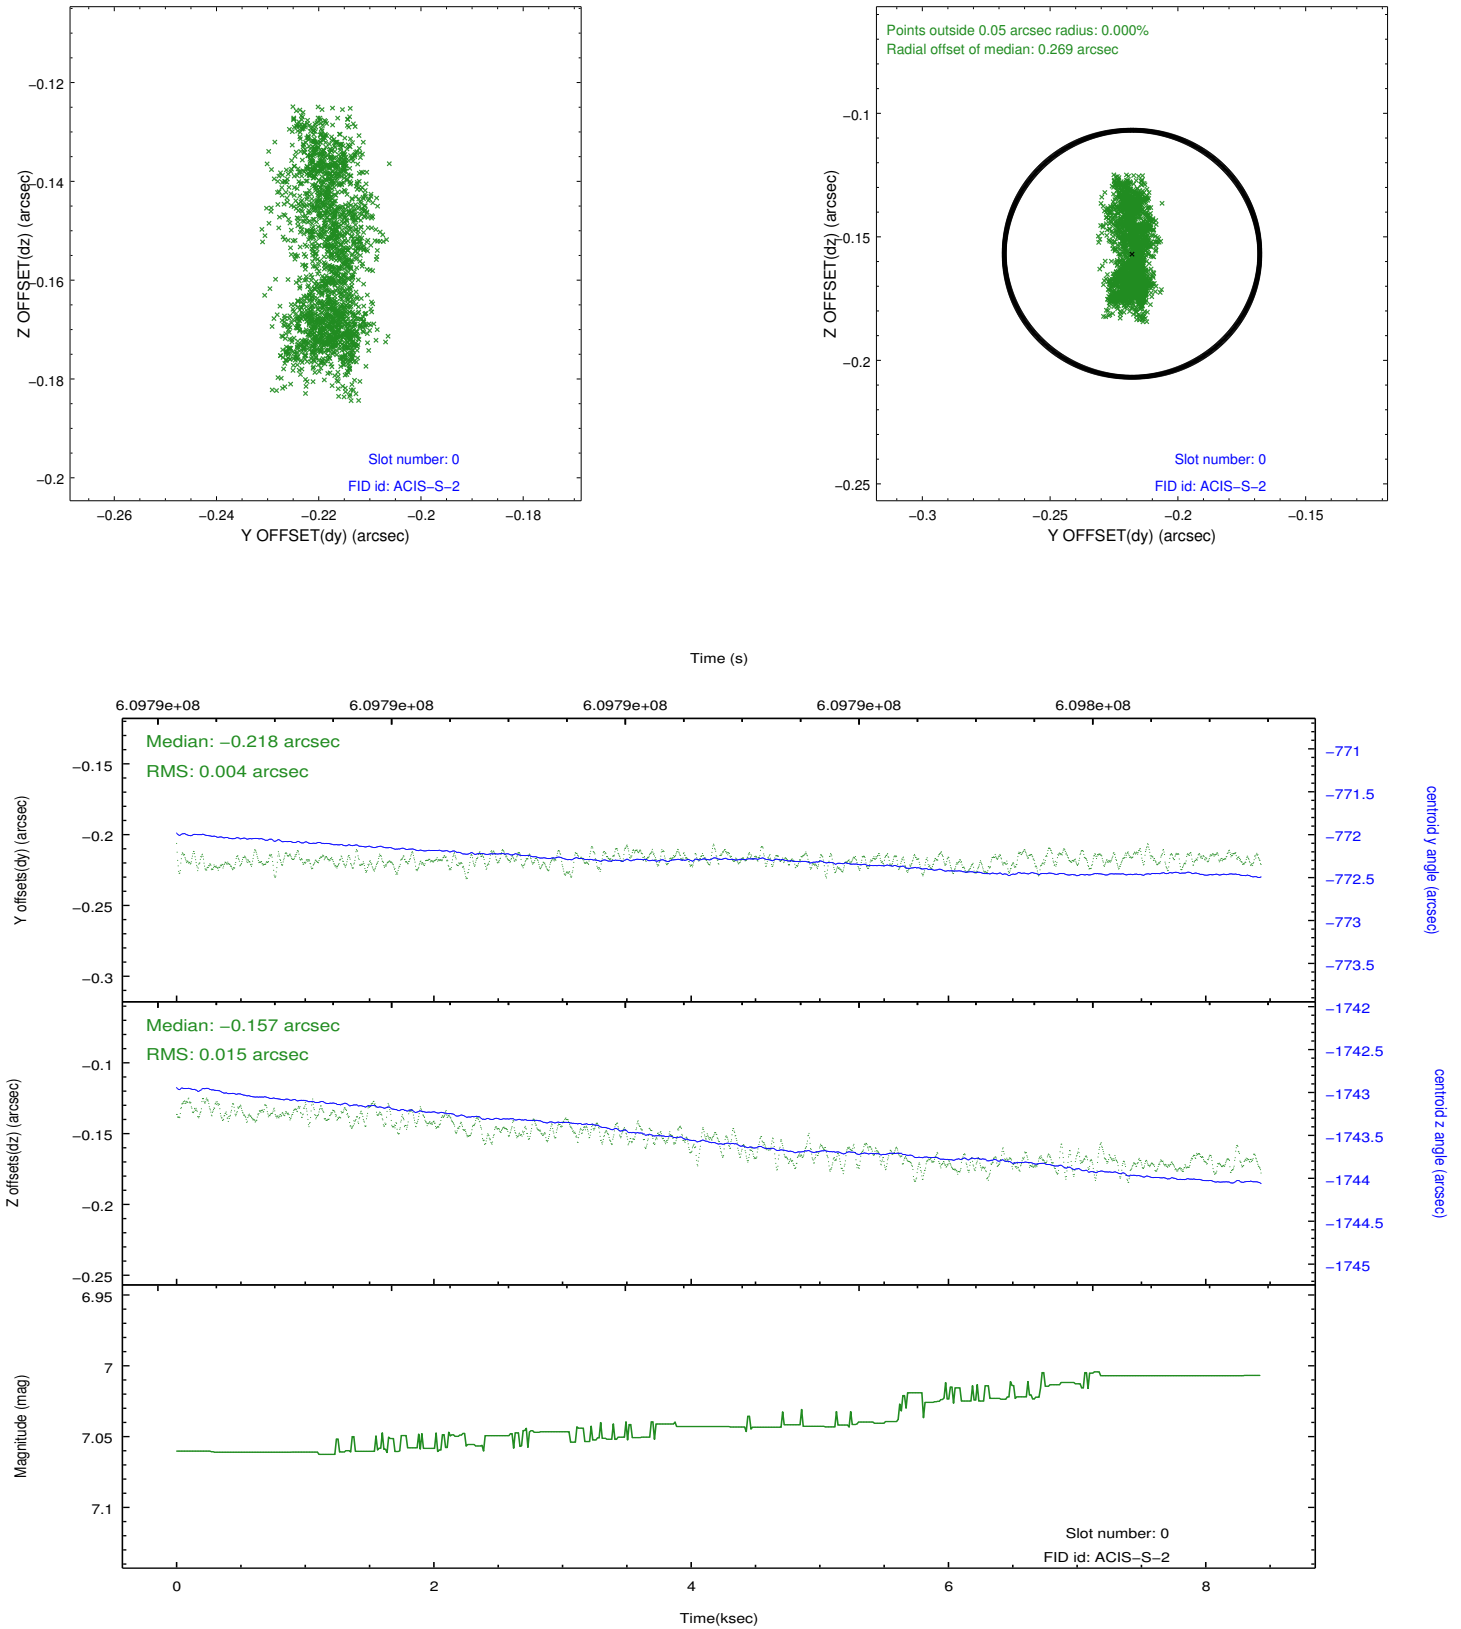 −0.12
−0.14
−0.16
−0.18
−0.2
Z OFFSET(dz) (arcsec)
Slot number: 0
FID id: ACIS−S−2
−0.26
−0.24
−0.22
−0.2
−0.18
Y OFFSET(dy) (arcsec)
Points outside 0.05 arcsec radius: 0.000%
Radial offset of median: 0.269 arcsec
−0.1
−0.15
−0.2
−0.25
Z OFFSET(dz) (arcsec)
Slot number: 0
FID id: ACIS−S−2
−0.3
−0.25
−0.2
−0.15
Y OFFSET(dy) (arcsec)
Time (s)
6.0979e+08
6.0979e+08
6.0979e+08
6.0979e+08
6.098e+08
Median: −0.218 arcsec
RMS: 0.004 arcsec
−0.15
−0.2
−0.25
−0.3
Y offsets(dy) (arcsec)
−771
−771.5
−772
−772.5
−773
−773.5
centroid y angle (arcsec)
Median: −0.157 arcsec
RMS: 0.015 arcsec
−0.1
−0.15
−0.2
−0.25
Z offsets(dz) (arcsec)
−1742
−1742.5
−1743
−1743.5
−1744
−1744.5
−1745
centroid z angle (arcsec)
6.95
7
7.05
7.1
Magnitude (mag)
Slot number: 0
FID id: ACIS−S−2
0
2
4
6
8
Time(ksec)